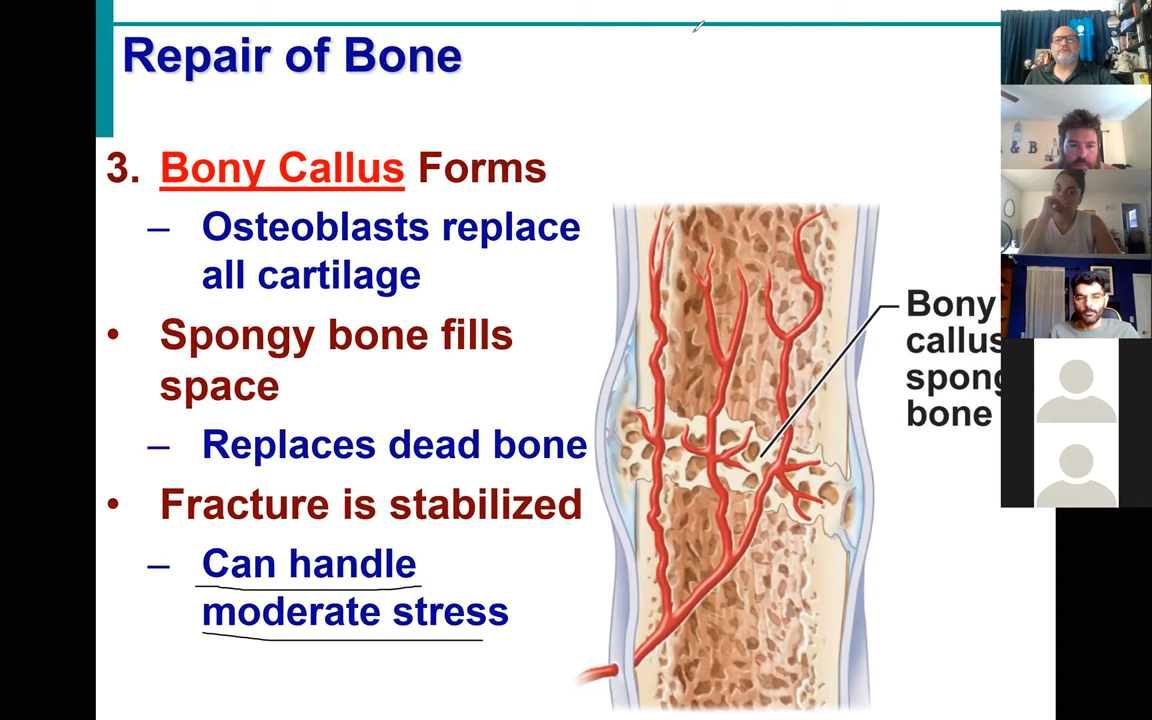 Repair of Bone
3. Bony Callus Forms
– Osteoblasts replace
all cartilage
• Spongy bone fills
space
– Replaces dead bone
• Fracture is stabilized
– Can handle
moderate stress
Bony
callus
spong
bone
& B